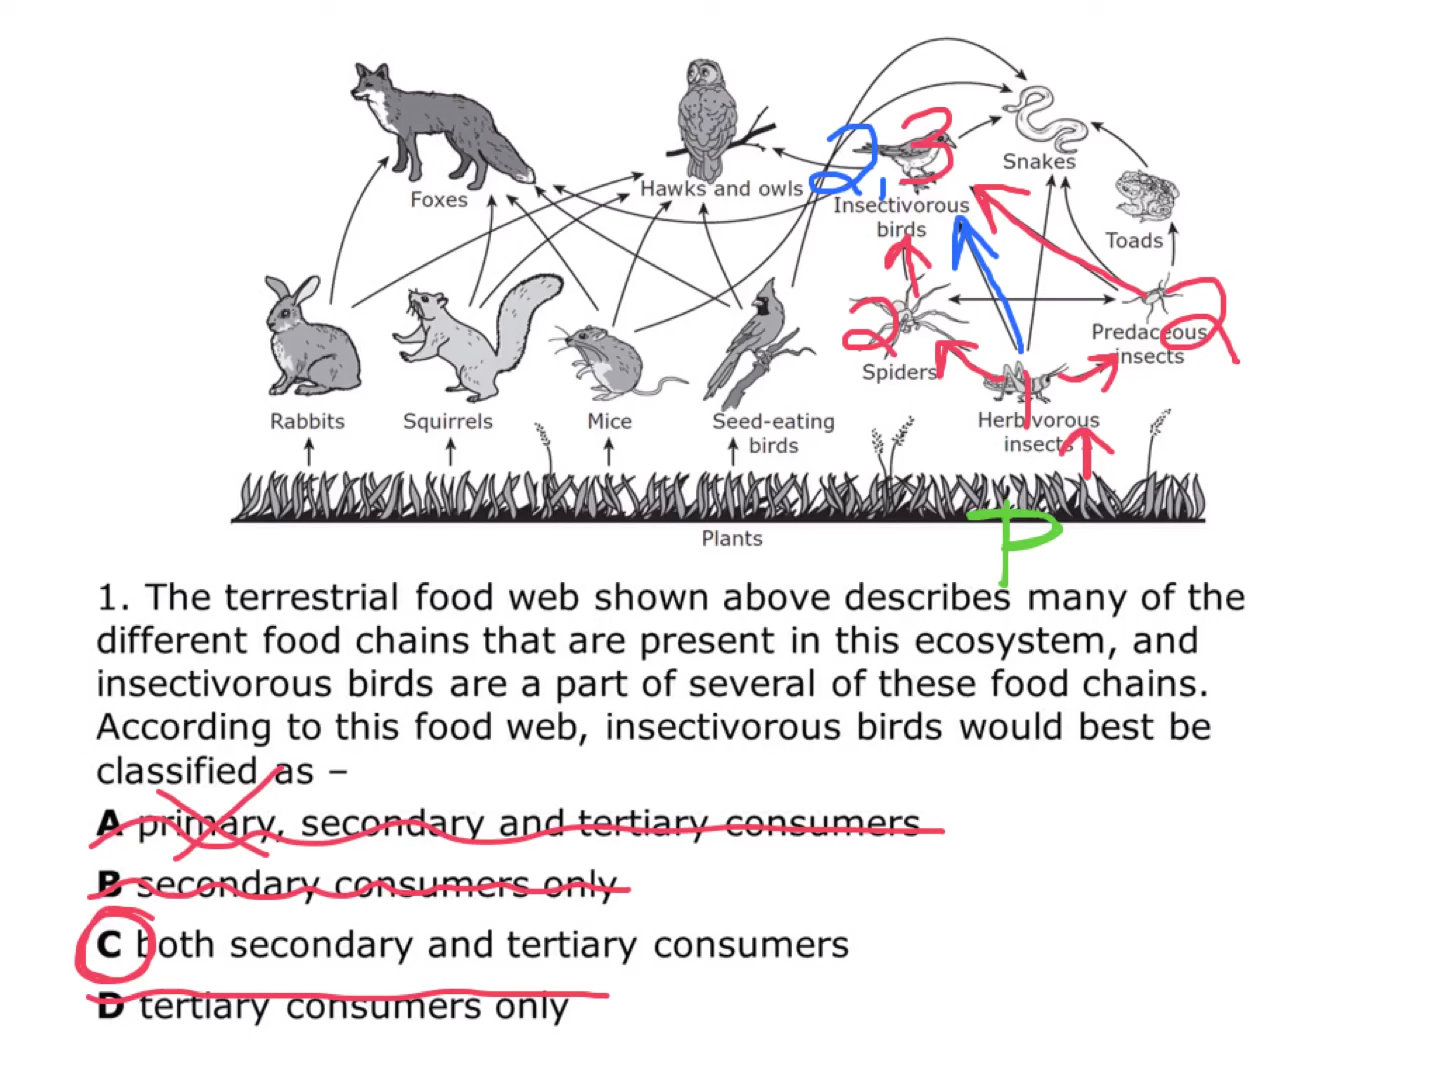 2, 3
Snakes
Foxes
Hawks and owls
Insectivorous
birds
Toads
2
2
Predaceous
insects
Spiders
1
Rabbits
Squirrels
Mice
Seed-eating
birds
Herbivorous
insects
P
Plants
1. The terrestrial food web shown above describes many of the
different food chains that are present in this ecosystem, and
insectivorous birds are a part of several of these food chains.
According to this food web, insectivorous birds would best be
classified as –
A primary, secondary and tertiary consumers
B secondary consumers only
C both secondary and tertiary consumers
D tertiary consumers only